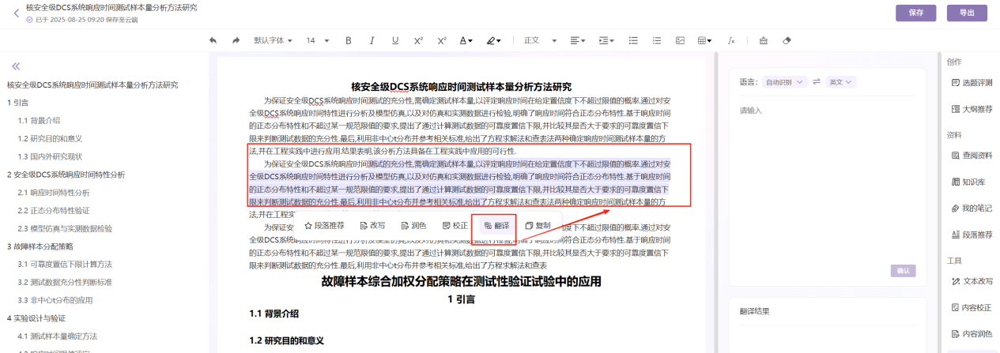 核安全级DCS系统响应时间测试样本量分析方法研究
已于 2025-08-25 09:20 保存至云端
保存
导出
默认字体
14
B
I
U
X²
X²
A
正文
核安全级DCS系统响应时间测试样本量分析方法研究
1 引言
1.1 背景介绍
1.2 研究目的和意义
1.3 国内外研究现状
2 安全级DCS系统响应时间特性分析
2.1 响应时间特性分析
2.2 正态分布特性验证
2.3 模型仿真与实测数据检验
3 故障样本分配策略
3.1 可靠度置信下限计算方法
3.2 测试数据充分性判断标准
3.3 非中心t分布的应用
4 实验设计与验证
4.1 测试样本量确定方法
核安全级DCS系统响应时间测试样本量分析方法研究
为保证安全级DCS系统响应时间测试的充分性,需确定测试样本量,以评定响应时间在给定置信度下不超过限值的概率.通过对安
全级DCS系统响应时间特性进行分析及模型仿真,以及对仿真和实测数据进行检验,明确了响应时间符合正态分布特性.基于响应时间
的正态分布特性和不超过某一规范限值的要求,提出了通过计算测试数据的可靠度置信下限,并比较其是否大于要求的可靠度置信下
限来判断测试数据的充分性.最后,利用非中心t分布并参考相关标准,给出了方程求解法和查表法两种确定响应时间测试样本量的方
法,并在工程实践中进行应用.结果表明,该分析方法具备在工程实践中应用的可行性.
为保证安全级DCS系统响应时间测试的充分性,需确定测试样本量,以评定响应时间在给定置信度下不超过限值的概率.通过对安
全级DCS系统响应时间特性进行分析及模型仿真,以及对仿真和实测数据进行检验,明确了响应时间符合正态分布特性.基于响应时间
的正态分布特性和不超过某一规范限值的要求,提出了通过计算测试数据的可靠度置信下限,并比较其是否大于要求的可靠度置信下
限来判断测试数据的充分性.最后,利用非中心t分布并参考相关标准,给出了方程求解法和查表法两种确定响应时间测试样本量的方
法,并在工程实
段落推荐
改写
润色
校正
翻译
复制
为保证安
度下不超过限值的概率.通过对安
全级DCS系统响应时间特性进行分析及模型仿真,以及对仿真和实测数据进行检验,明确了响应时间符合正态分布特性.基于响应时间
的正态分布特性和不超过某一规范限值的要求,提出了通过计算测试数据的可靠度置信下限,并比较其是否大于要求的可靠度置信下
限来判断测试数据的充分性.最后,利用非中心t分布并参考相关标准,给出了方程求解法和查表
故障样本综合加权分配策略在测试性验证试验中的应用
1 引言
1.1 背景介绍
1.2 研究目的和意义
语言:
自动识别
英文
请输入
确认
翻译结果
创作
选题评测
大纲推荐
资料
查阅资料
知识库
我的笔记
段落推荐
工具
文本改写
内容校正
内容润色